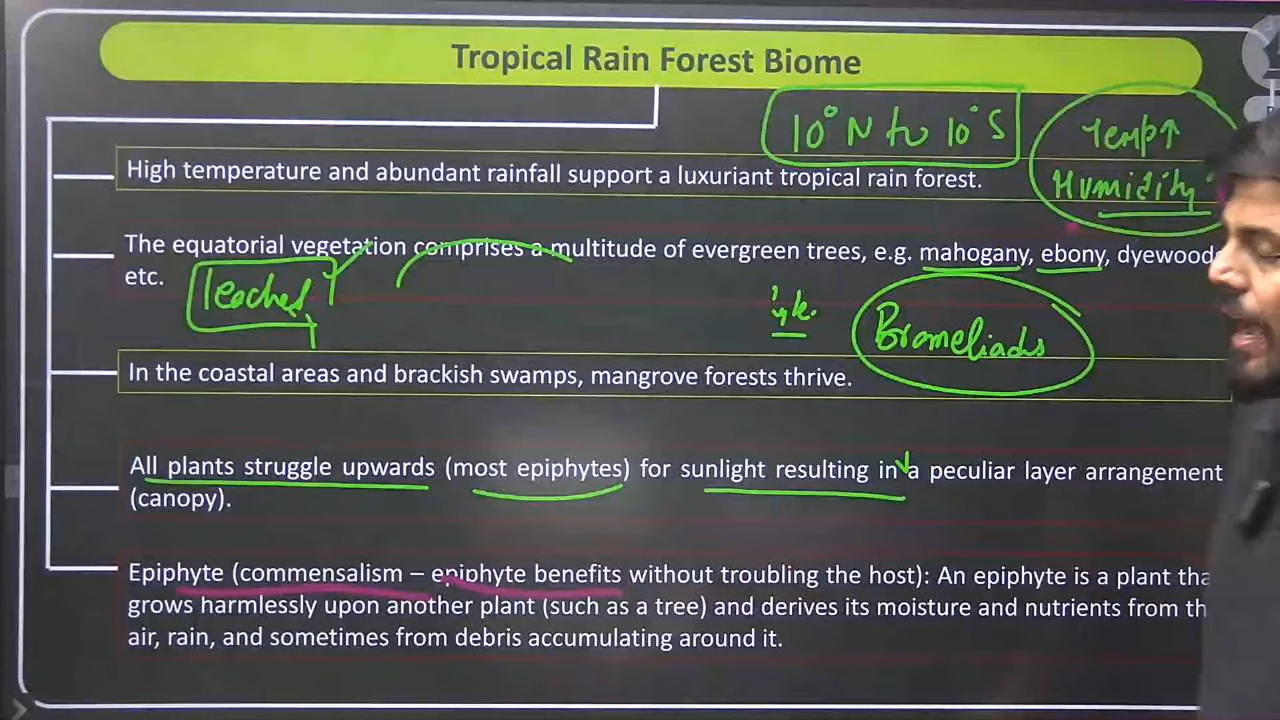 Tropical Rain Forest Biome
10° N to 10° S
Temp↑
Humidity
High temperature and abundant rainfall support a luxuriant tropical rain forest.
The equatorial vegetation comprises a multitude of evergreen trees, e.g. mahogany, ebony, dyewoods
etc.
leached
Bromeliads
In the coastal areas and brackish swamps, mangrove forests thrive.
All plants struggle upwards (most epiphytes) for sunlight resulting in a peculiar layer arrangement
(canopy).
Epiphyte (commensalism – epiphyte benefits without troubling the host): An epiphyte is a plant tha
grows harmlessly upon another plant (such as a tree) and derives its moisture and nutrients from th
air, rain, and sometimes from debris accumulating around it.